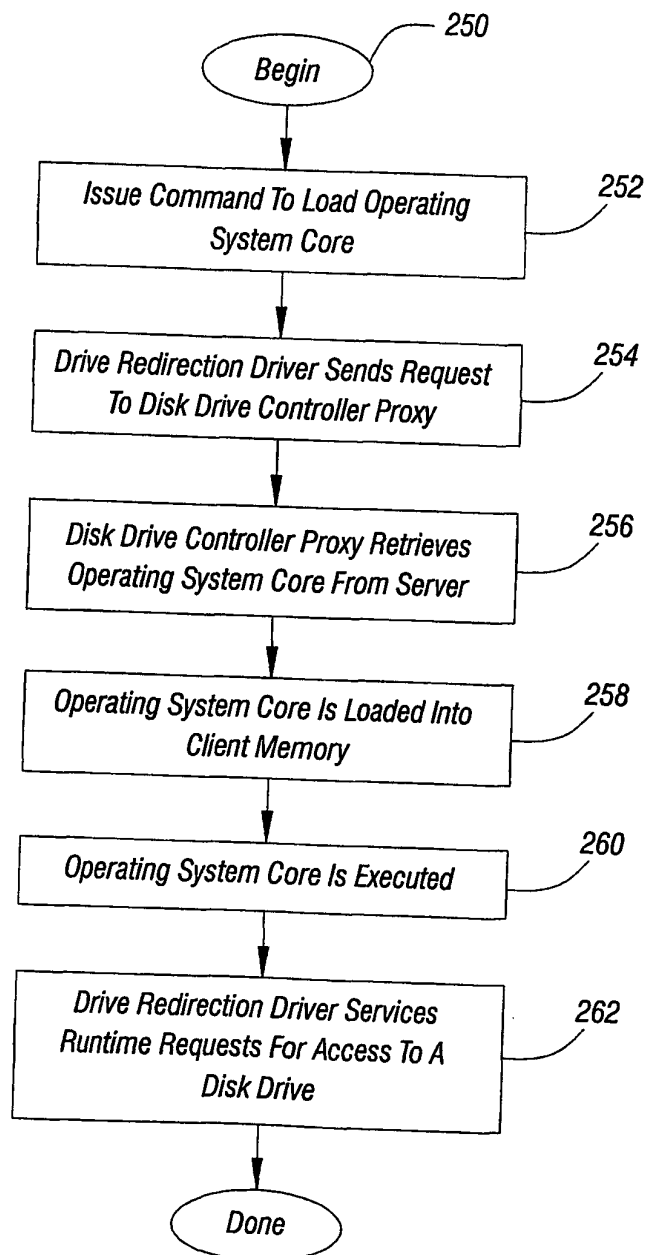 250
Begin
Issue Command To Load Operating
System Core
252
Drive Redirection Driver Sends Request
To Disk Drive Controller Proxy
254
Disk Drive Controller Proxy Retrieves
Operating System Core From Server
256
Operating System Core Is Loaded Into
Client Memory
258
Operating System Core Is Executed
260
Drive Redirection Driver Services
Runtime Requests For Access To A
Disk Drive
262
Done